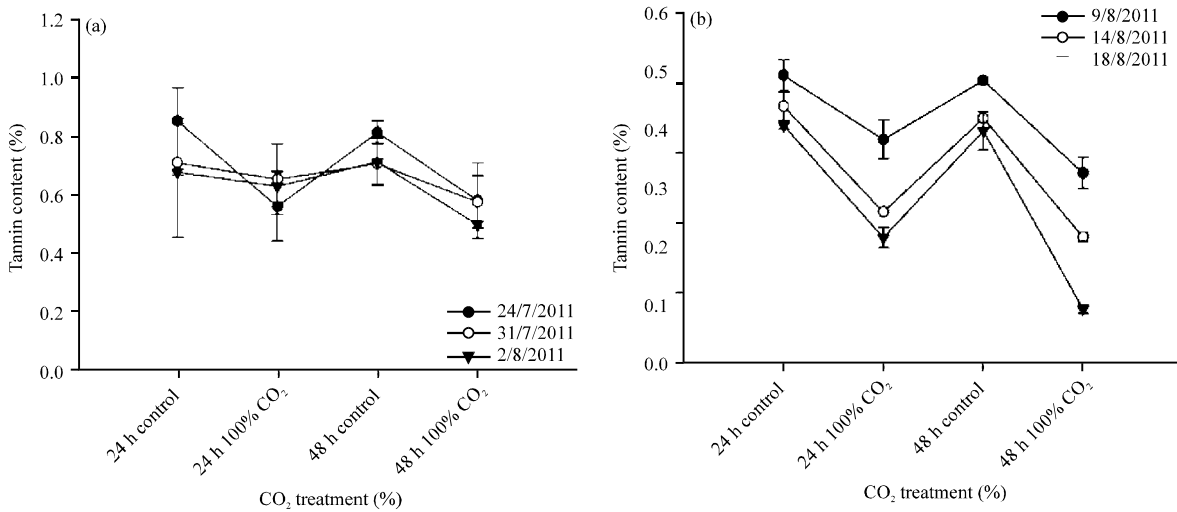 (a)
1.2
1.0
0.8
0.6
0.4
0.2
0.0
Tannin content (%)
24/7/2011
31/7/2011
2/8/2011
24 h control
24 h 100% CO₂
48 h control
48 h 100% CO₂
CO₂ treatment (%)
(b)
0.6
0.5
0.4
0.3
0.2
0.1
0.0
Tannin content (%)
9/8/2011
14/8/2011
18/8/2011
24 h control
24 h 100% CO₂
48 h control
48 h 100% CO₂
CO₂ treatment (%)